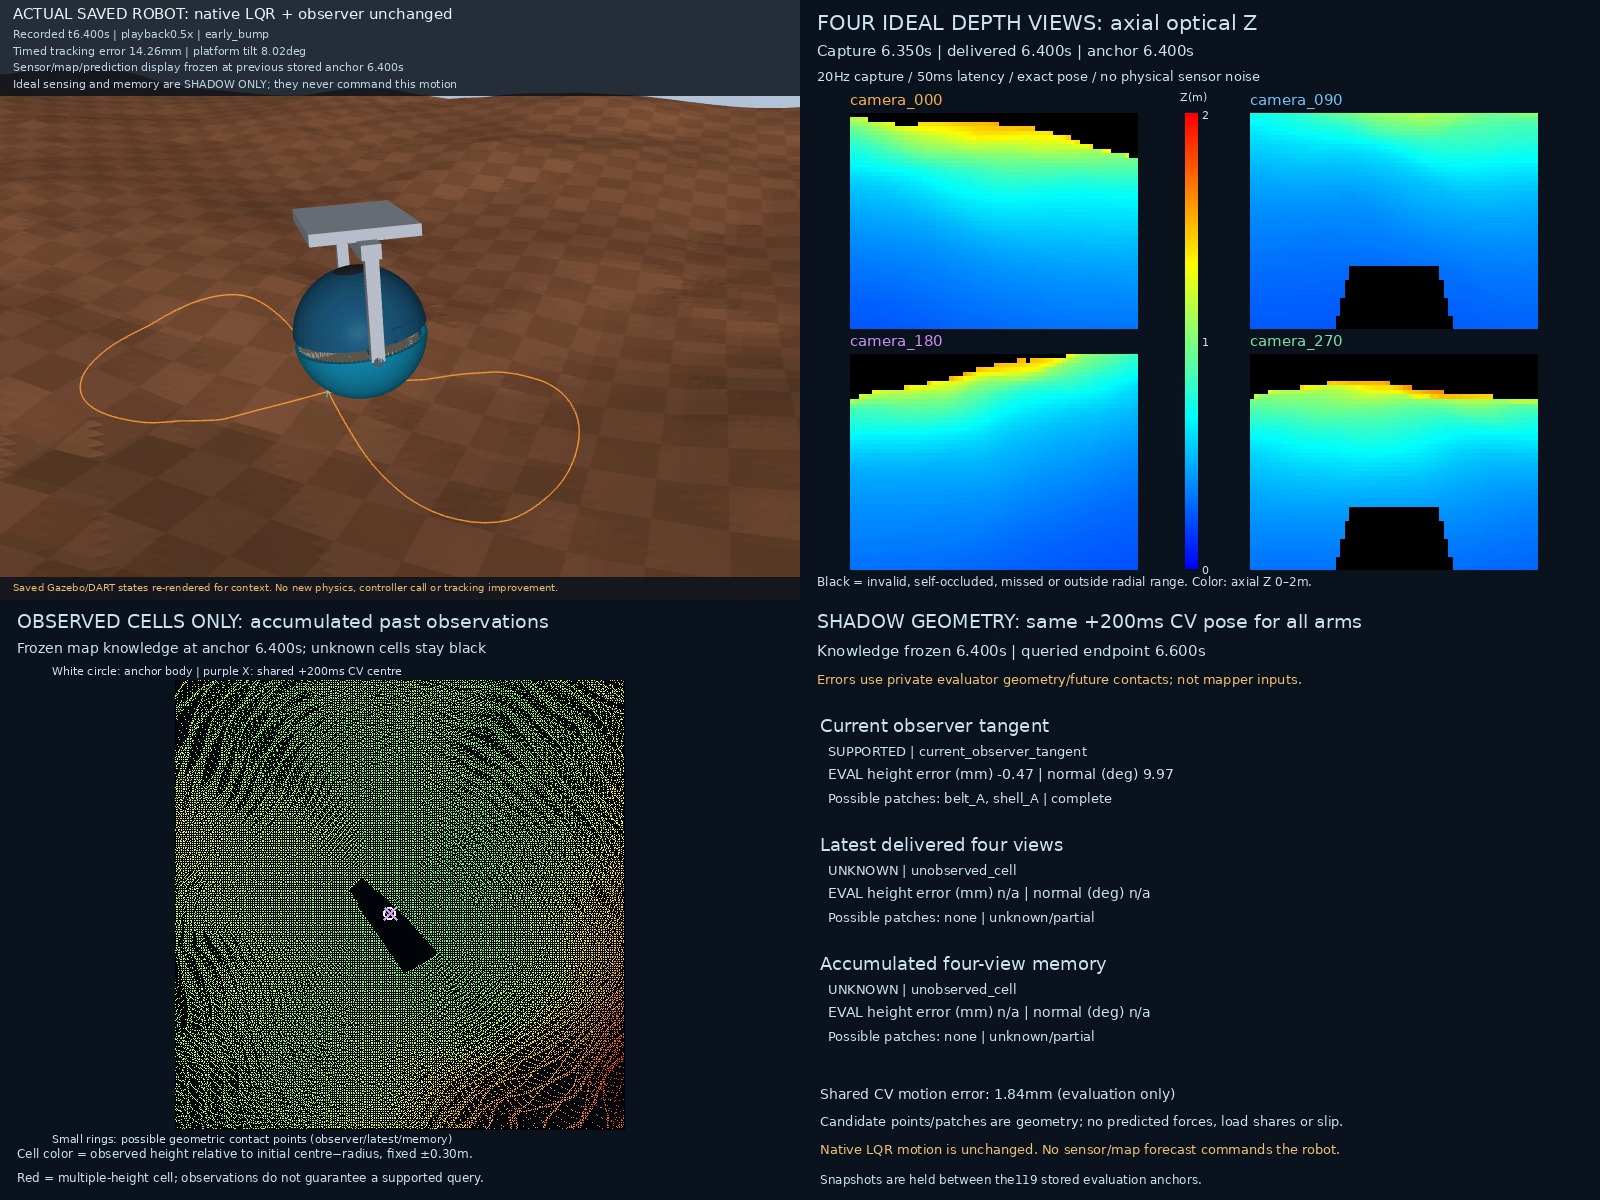 ACTUAL SAVED ROBOT: native LQR + observer unchanged
Recorded t6.400s | playback0.5x | early_bump
Timed tracking error 14.26mm | platform tilt 8.02deg
Sensor/map/prediction display frozen at previous stored anchor 6.400s
Ideal sensing and memory are SHADOW ONLY; they never command this motion
Saved Gazebo/DART states re-rendered for context. No new physics, controller call or tracking improvement.
FOUR IDEAL DEPTH VIEWS: axial optical Z
Capture 6.350s | delivered 6.400s | anchor 6.400s
20Hz capture / 50ms latency / exact pose / no physical sensor noise
camera_000
Z(m)
camera_090
2
1
0
camera_180
camera_270
Black = invalid, self-occluded, missed or outside radial range. Color: axial Z 0–2m.
OBSERVED CELLS ONLY: accumulated past observations
Frozen map knowledge at anchor 6.400s; unknown cells stay black
White circle: anchor body | purple X: shared +200ms CV centre
Small rings: possible geometric contact points (observer/latest/memory)
Cell color = observed height relative to initial centre−radius, fixed ±0.30m.
Red = multiple-height cell; observations do not guarantee a supported query.
SHADOW GEOMETRY: same +200ms CV pose for all arms
Knowledge frozen 6.400s | queried endpoint 6.600s
Errors use private evaluator geometry/future contacts; not mapper inputs.
Current observer tangent
SUPPORTED | current_observer_tangent
EVAL height error (mm) -0.47 | normal (deg) 9.97
Possible patches: belt_A, shell_A | complete
Latest delivered four views
UNKNOWN | unobserved_cell
EVAL height error (mm) n/a | normal (deg) n/a
Possible patches: none | unknown/partial
Accumulated four-view memory
UNKNOWN | unobserved_cell
EVAL height error (mm) n/a | normal (deg) n/a
Possible patches: none | unknown/partial
Shared CV motion error: 1.84mm (evaluation only)
Candidate points/patches are geometry; no predicted forces, load shares or slip.
Native LQR motion is unchanged. No sensor/map forecast commands the robot.
Snapshots are held between the119 stored evaluation anchors.